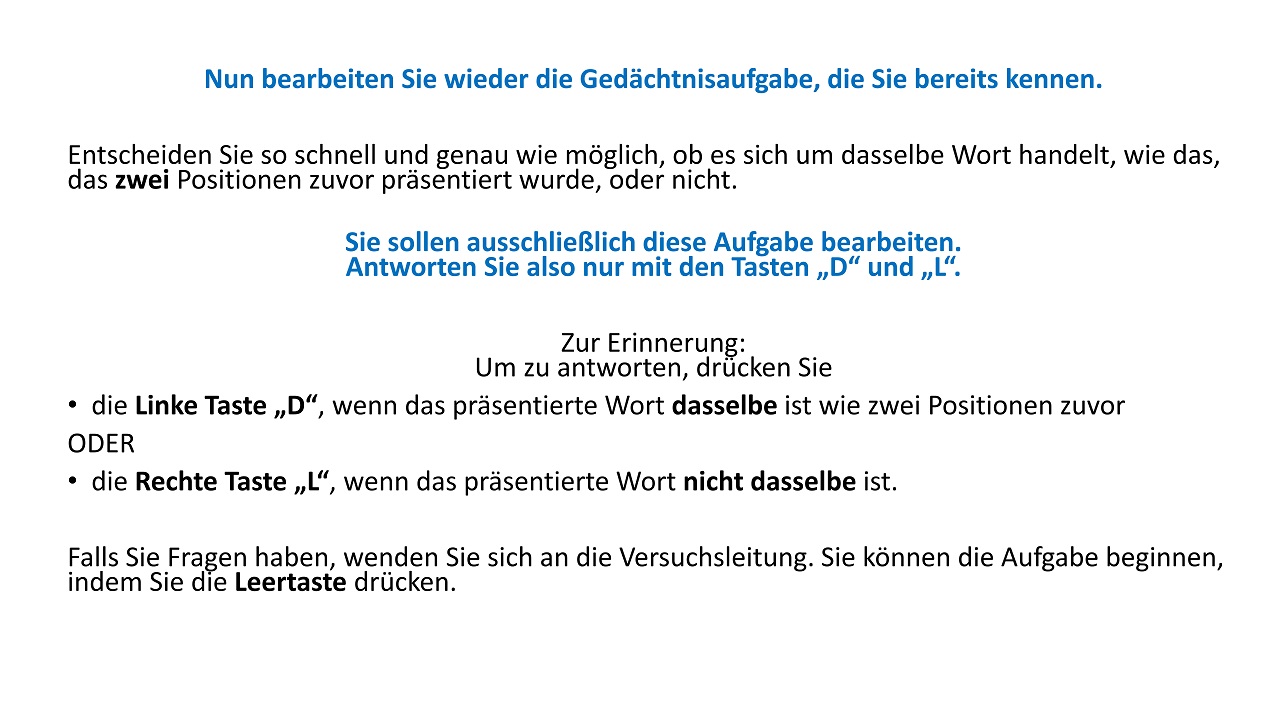 Nun bearbeiten Sie wieder die Gedächtnisaufgabe, die Sie bereits kennen.
Entscheiden Sie so schnell und genau wie möglich, ob es sich um dasselbe Wort handelt, wie das,
das zwei Positionen zuvor präsentiert wurde, oder nicht.
Sie sollen ausschließlich diese Aufgabe bearbeiten.
Antworten Sie also nur mit den Tasten „D“ und „L“.
Zur Erinnerung:
Um zu antworten, drücken Sie
• die Linke Taste „D“, wenn das präsentierte Wort dasselbe ist wie zwei Positionen zuvor
ODER
• die Rechte Taste „L“, wenn das präsentierte Wort nicht dasselbe ist.
Falls Sie Fragen haben, wenden Sie sich an die Versuchsleitung. Sie können die Aufgabe beginnen,
indem Sie die Leertaste drücken.